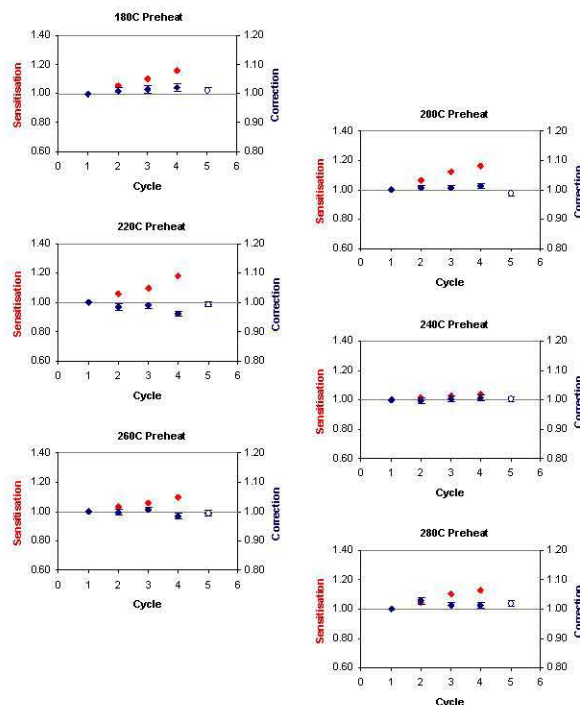 180C Preheat
1.40 1.20
1.20 1.10
1.00 1.00
0.80 0.90
0.60 0.80
0 1 2 3 4 5 6
Sensitisation
Correction
Cycle
200C Preheat
1.40 1.20
1.20 1.10
1.00 1.00
0.80 0.90
0.60 0.80
0 1 2 3 4 5 6
Sensitisation
Correction
Cycle
220C Preheat
1.40 1.20
1.20 1.10
1.00 1.00
0.80 0.90
0.60 0.80
0 1 2 3 4 5 6
Sensitisation
Correction
Cycle
240C Preheat
1.40 1.20
1.20 1.10
1.00 1.00
0.80 0.90
0.60 0.80
0 1 2 3 4 5 6
Sensitisation
Correction
Cycle
260C Preheat
1.40 1.20
1.20 1.10
1.00 1.00
0.80 0.90
0.60 0.80
0 1 2 3 4 5 6
Sensitisation
Correction
Cycle
280C Preheat
1.40 1.20
1.20 1.10
1.00 1.00
0.80 0.90
0.60 0.80
0 1 2 3 4 5 6
Sensitisation
Correction
Cycle